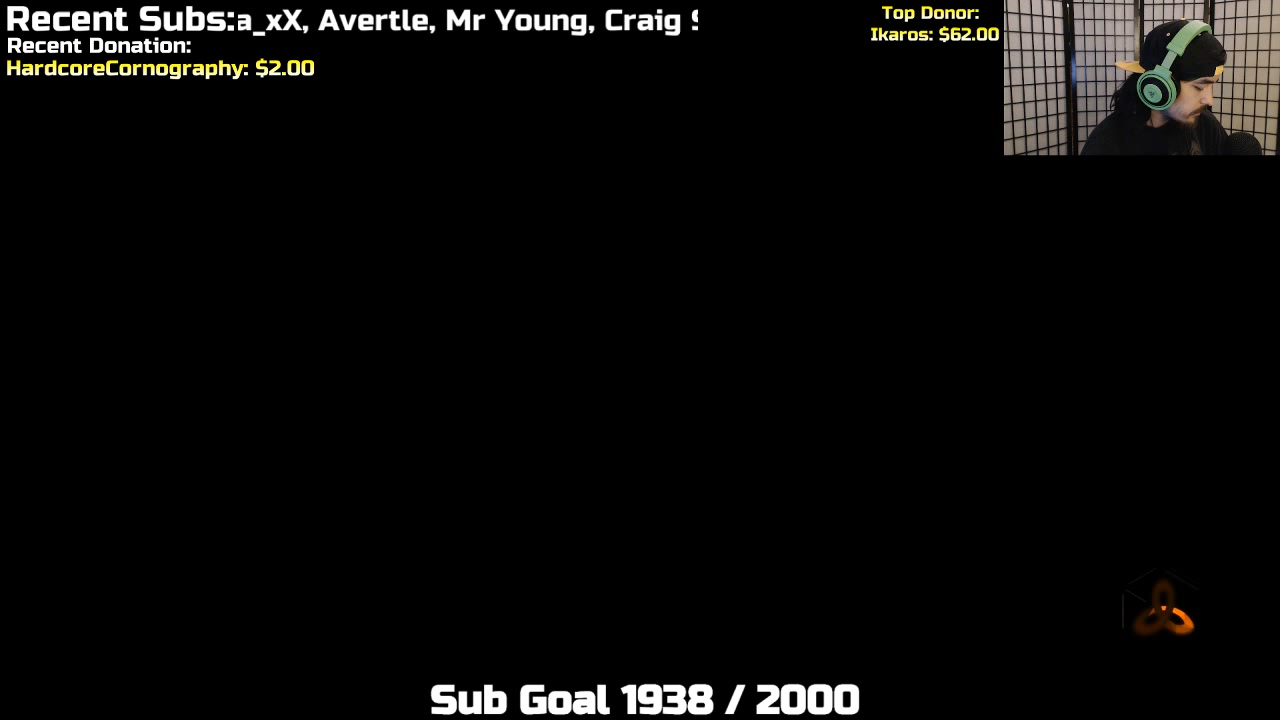 Recent Subs:a_xX, Avertle, Mr Young, Craig
Recent Donation:
HardcoreCornography: $2.00
Top Donor:
Ikaros: $62.00
Sub Goal 1938 / 2000